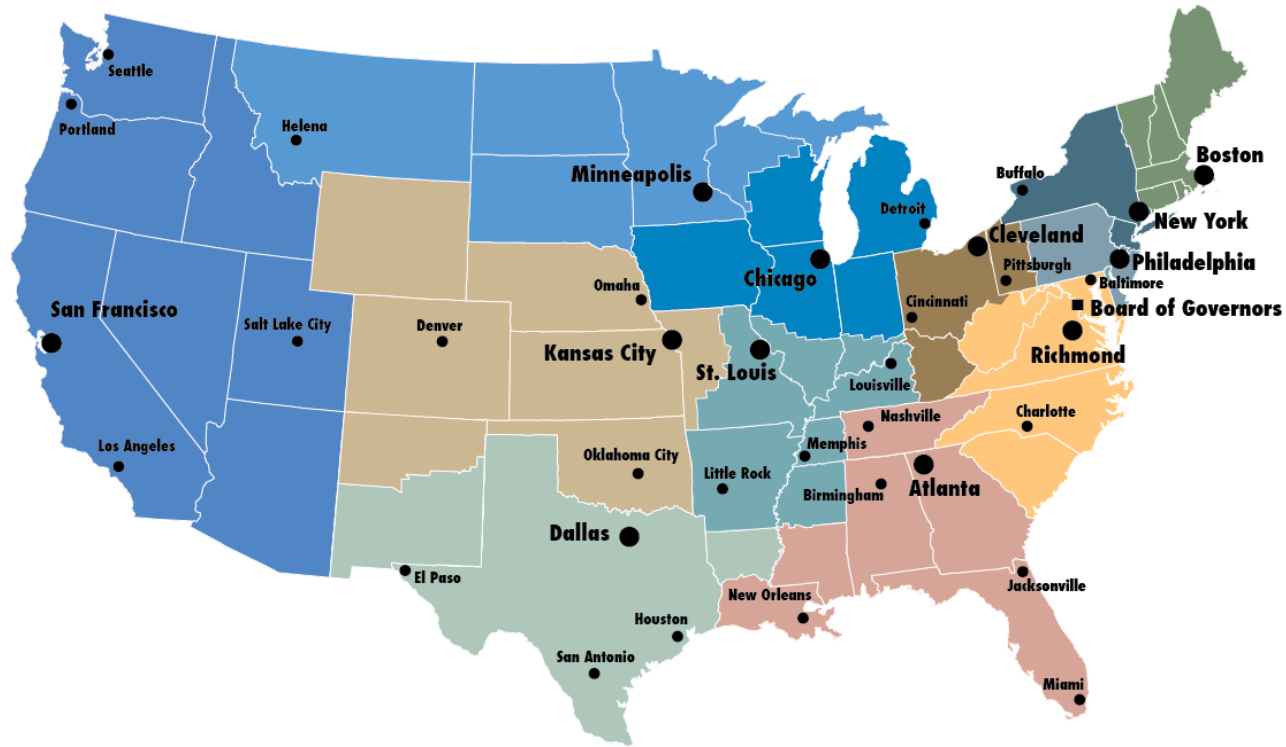 Seattle
Portland
Helena
Minneapolis
Buffalo
Boston
Detroit
New York
Cleveland
Chicago
Pittsburgh
Philadelphia
Omaha
Baltimore
San Francisco
Cincinnati
Board of Governors
Salt Lake City
Denver
Kansas City
Richmond
St. Louis
Louisville
Los Angeles
Nashville
Charlotte
Memphis
Oklahoma City
Little Rock
Birmingham
Atlanta
Dallas
El Paso
Jacksonville
New Orleans
Houston
San Antonio
Miami